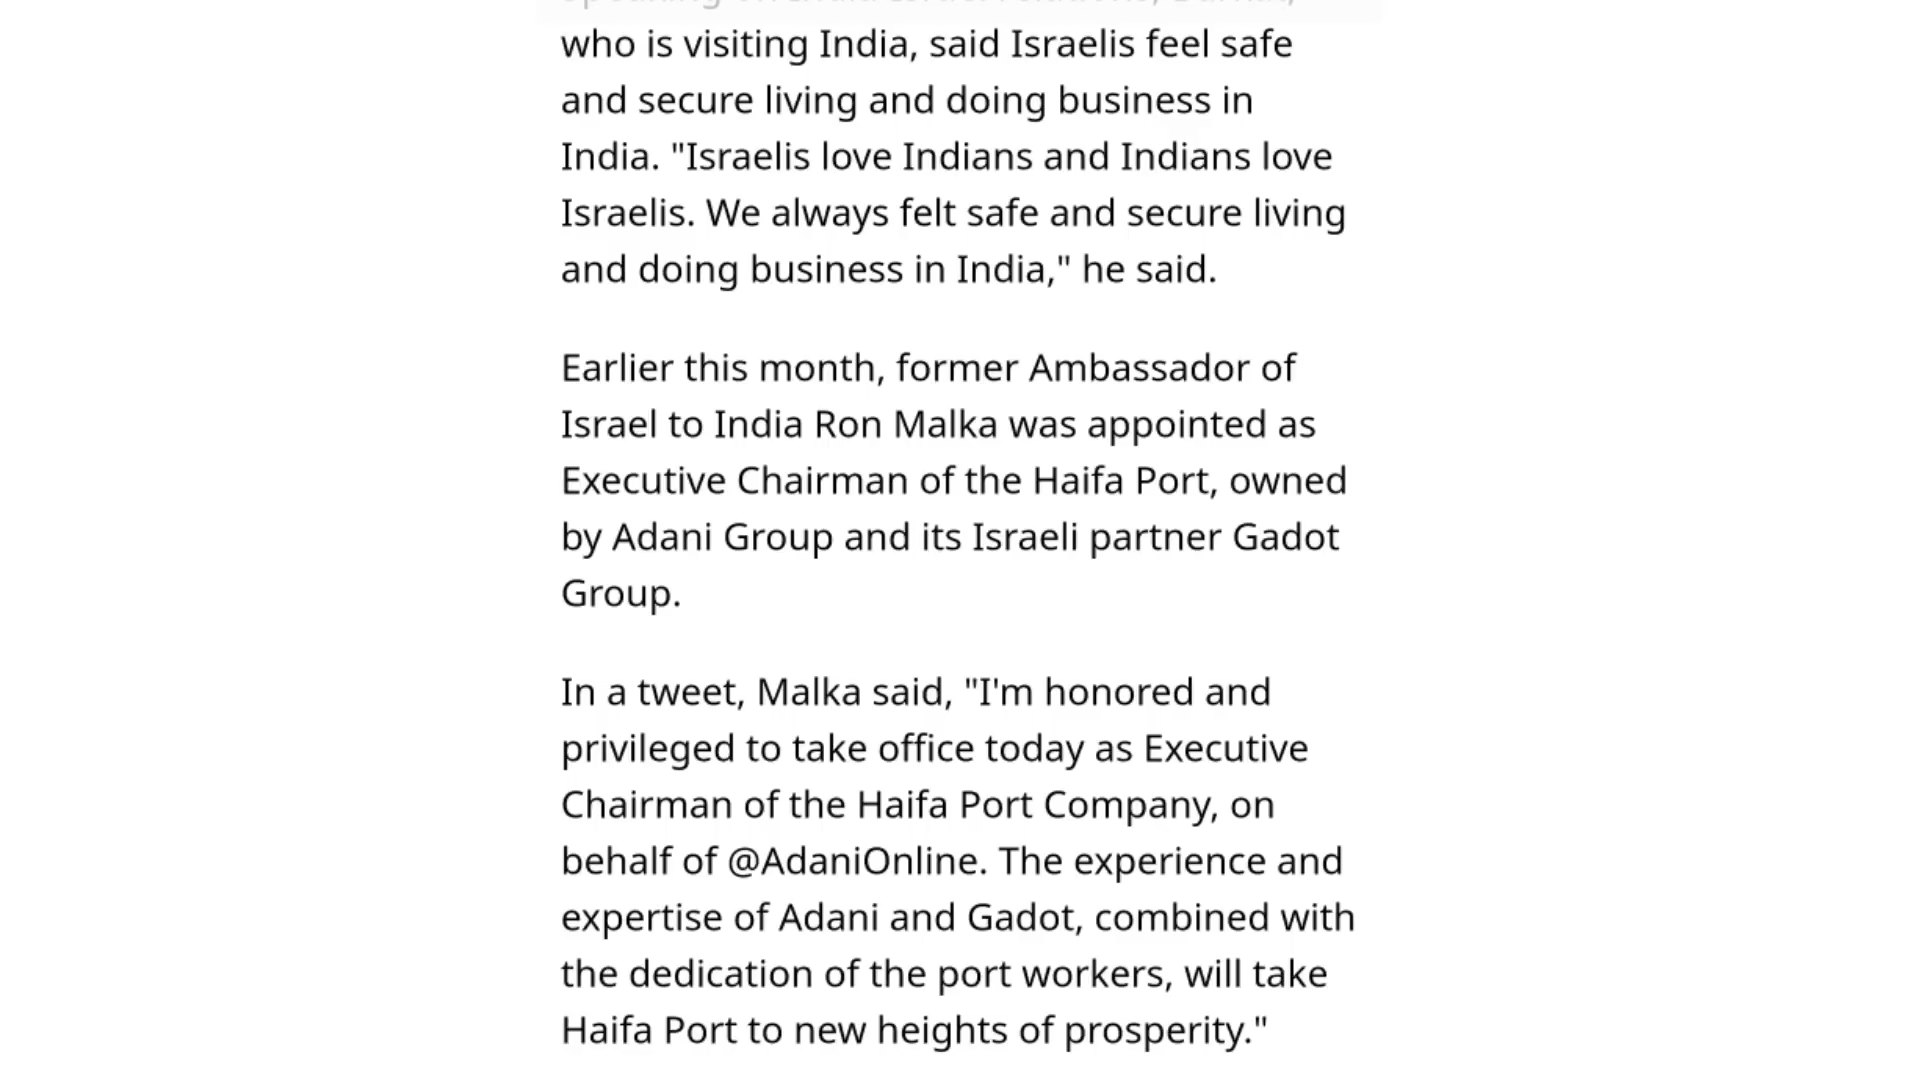 who is visiting India, said Israelis feel safe
and secure living and doing business in
India. "Israelis love Indians and Indians love
Israelis. We always felt safe and secure living
and doing business in India," he said.
Earlier this month, former Ambassador of
Israel to India Ron Malka was appointed as
Executive Chairman of the Haifa Port, owned
by Adani Group and its Israeli partner Gadot
Group.
In a tweet, Malka said, "I'm honored and
privileged to take office today as Executive
Chairman of the Haifa Port Company, on
behalf of @AdaniOnline. The experience and
expertise of Adani and Gadot, combined with
the dedication of the port workers, will take
Haifa Port to new heights of prosperity."